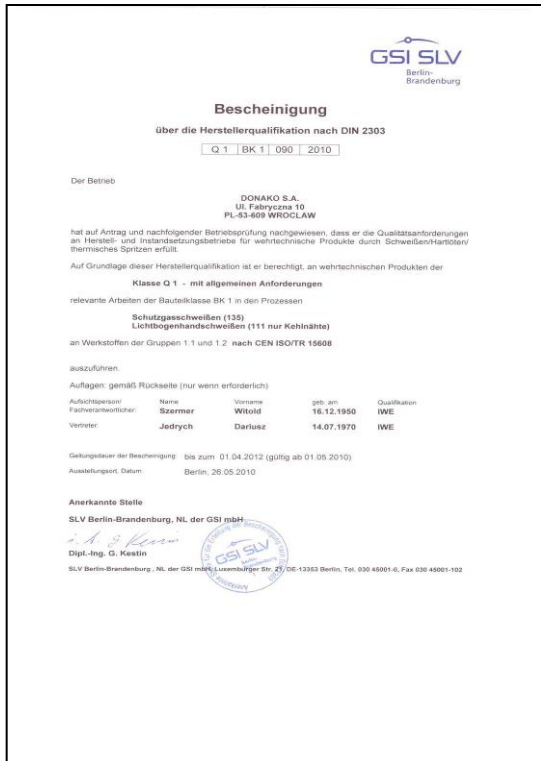 GSI SLV
Berlin-
Brandenburg
Bescheinigung
über die Herstellerqualifikation nach DIN 2303
Q 1 BK 1 090 2010
Der Betrieb
DONAKO S.A.
Ul. Fabryczna 10
PL-53-609 WROCLAW
hat auf Antrag und nachfolgender Betriebsprüfung nachgewiesen, dass er die Qualitätsanforderungen
an Herstell- und Instandsetzungsbetriebe für wehrtechnische Produkte durch Schweißen/Hartlöten/
thermisches Spritzen erfüllt.
Auf Grundlage dieser Herstellerqualifikation ist er berechtigt, an wehrtechnischen Produkten der
Klasse Q 1 - mit allgemeinen Anforderungen
relevante Arbeiten der Bauteilklasse BK 1 in den Prozessen
Schutzgasschweißen (135)
Lichtbogenhandschweißen (111 nur Kehlnähte)
an Werkstoffen der Gruppen 1.1 und 1.2 nach CEN ISO/TR 15608
auszuführen.
Auflagen: gemäß Rückseite (nur wenn erforderlich)
Aufsichtsperson/ Name Vorname geb. am Qualifikation
Fachverantwortlicher: Szermer Witold 16.12.1950 IWE
Vertreter: Jedrych Dariusz 14.07.1970 IWE
Geltungsdauer der Bescheinigung: bis zum 01.04.2012 (gültig ab 01.05.2010)
Ausstellungsort, Datum: Berlin, 26.05.2010
Anerkannte Stelle
SLV Berlin-Brandenburg, NL der GSI mbH
i. A. G Kestin
Dipl.-Ing. G. Kestin
GSI SLV
Berlin-Brandenburg
SLV Berlin-Brandenburg, NL der GSI mbH, Luxemburger Str. 21, DE-13353 Berlin, Tel. 030 45001-0, Fax 030 45001-102